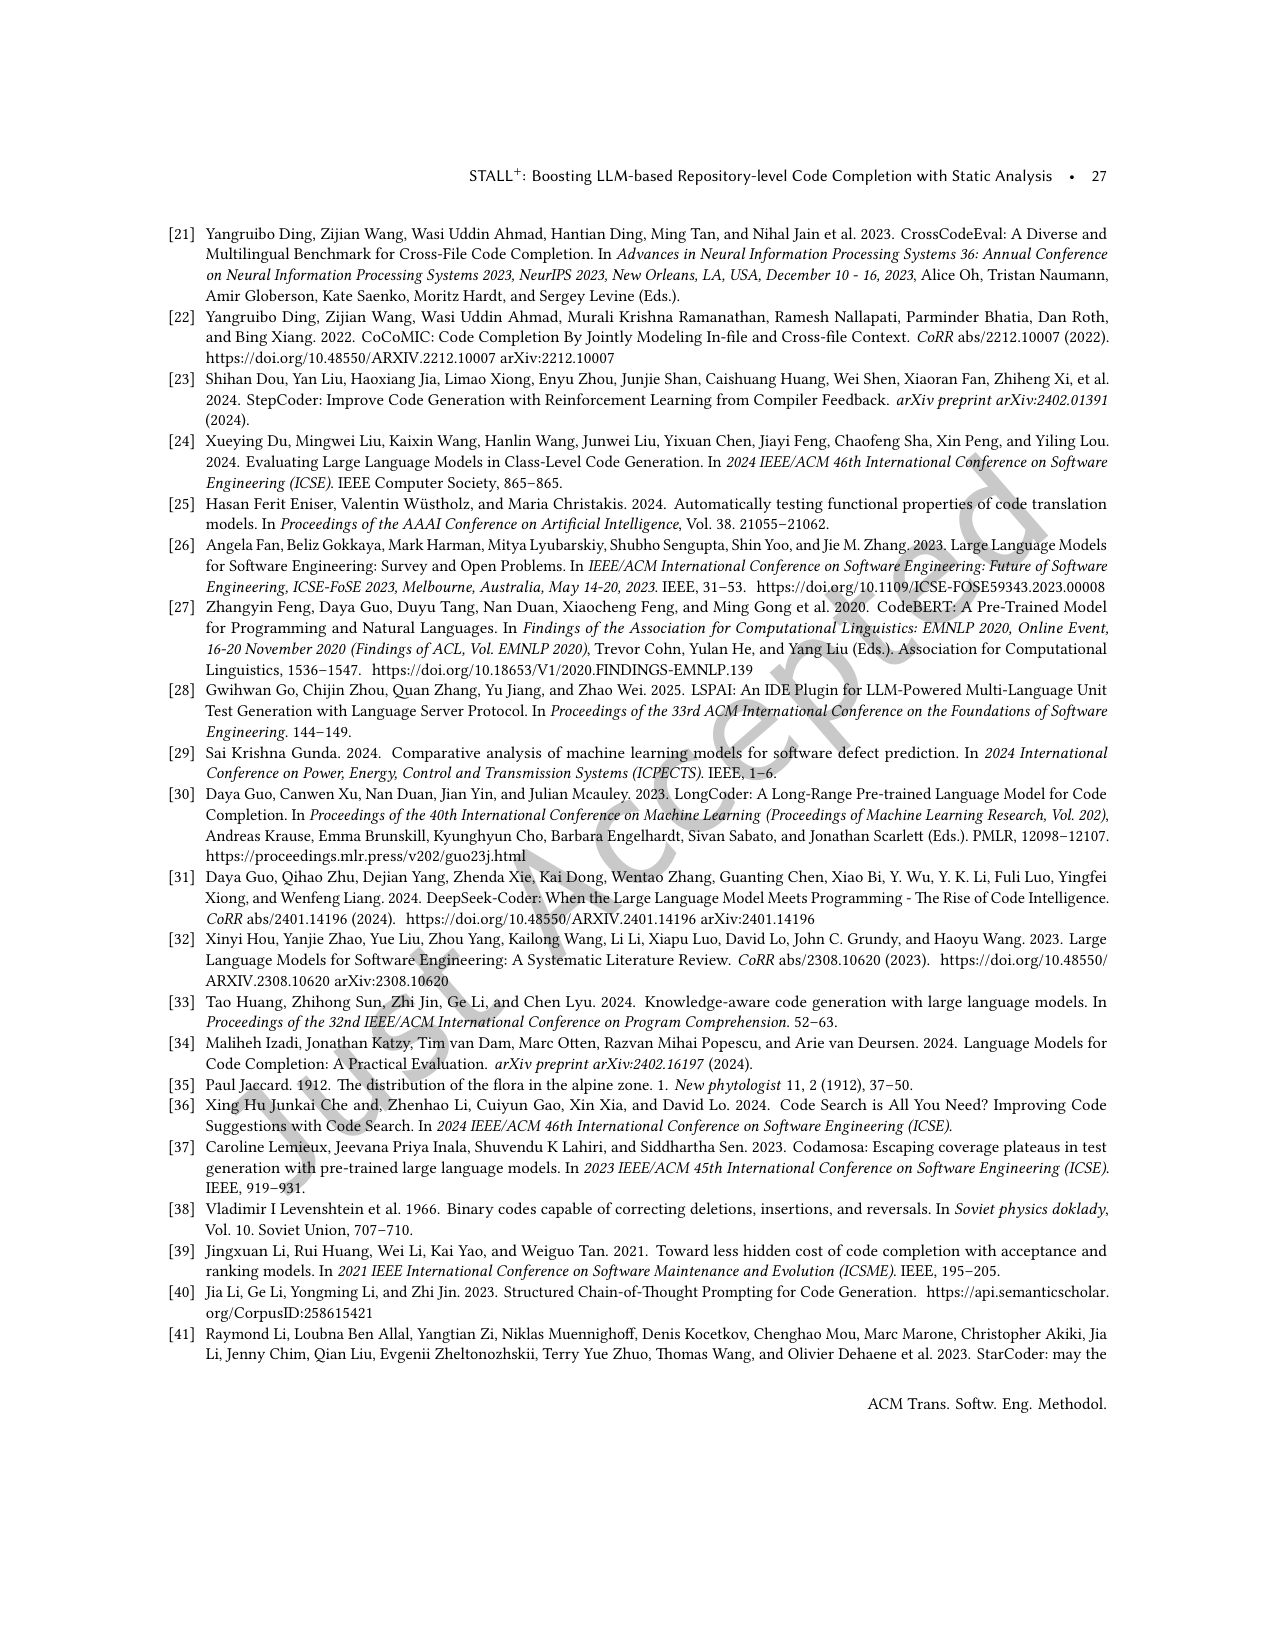 STALL⁺: Boosting LLM-based Repository-level Code Completion with Static Analysis • 27
[21] Yangruibo Ding, Zijian Wang, Wasi Uddin Ahmad, Hantian Ding, Ming Tan, and Nihal Jain et al. 2023. CrossCodeEval: A Diverse and
Multilingual Benchmark for Cross-File Code Completion. In Advances in Neural Information Processing Systems 36: Annual Conference
on Neural Information Processing Systems 2023, NeurIPS 2023, New Orleans, LA, USA, December 10 - 16, 2023, Alice Oh, Tristan Naumann,
Amir Globerson, Kate Saenko, Moritz Hardt, and Sergey Levine (Eds.).
[22] Yangruibo Ding, Zijian Wang, Wasi Uddin Ahmad, Murali Krishna Ramanathan, Ramesh Nallapati, Parminder Bhatia, Dan Roth,
and Bing Xiang. 2022. CoCoMIC: Code Completion By Jointly Modeling In-file and Cross-file Context. CoRR abs/2212.10007 (2022).
https://doi.org/10.48550/ARXIV.2212.10007 arXiv:2212.10007
[23] Shihan Dou, Yan Liu, Haoxiang Jia, Limao Xiong, Enyu Zhou, Junjie Shan, Caishuang Huang, Wei Shen, Xiaoran Fan, Zhiheng Xi, et al.
2024. StepCoder: Improve Code Generation with Reinforcement Learning from Compiler Feedback. arXiv preprint arXiv:2402.01391
(2024).
[24] Xueying Du, Mingwei Liu, Kaixin Wang, Hanlin Wang, Junwei Liu, Yixuan Chen, Jiayi Feng, Chaofeng Sha, Xin Peng, and Yiling Lou.
2024. Evaluating Large Language Models in Class-Level Code Generation. In 2024 IEEE/ACM 46th International Conference on Software
Engineering (ICSE). IEEE Computer Society, 865–865.
[25] Hasan Ferit Eniser, Valentin Wüstholz, and Maria Christakis. 2024. Automatically testing functional properties of code translation
models. In Proceedings of the AAAI Conference on Artificial Intelligence, Vol. 38. 21055–21062.
[26] Angela Fan, Beliz Gokkaya, Mark Harman, Mitya Lyubarskiy, Shubho Sengupta, Shin Yoo, and Jie M. Zhang. 2023. Large Language Models
for Software Engineering: Survey and Open Problems. In IEEE/ACM International Conference on Software Engineering: Future of Software
Engineering, ICSE-FoSE 2023, Melbourne, Australia, May 14-20, 2023. IEEE, 31–53. https://doi.org/10.1109/ICSE-FOSE59343.2023.00008
[27] Zhangyin Feng, Daya Guo, Duyu Tang, Nan Duan, Xiaocheng Feng, and Ming Gong et al. 2020. CodeBERT: A Pre-Trained Model
for Programming and Natural Languages. In Findings of the Association for Computational Linguistics: EMNLP 2020, Online Event,
16-20 November 2020 (Findings of ACL, Vol. EMNLP 2020), Trevor Cohn, Yulan He, and Yang Liu (Eds.). Association for Computational
Linguistics, 1536–1547. https://doi.org/10.18653/V1/2020.FINDINGS-EMNLP.139
[28] Gwihwan Go, Chijin Zhou, Quan Zhang, Yu Jiang, and Zhao Wei. 2025. LSPAI: An IDE Plugin for LLM-Powered Multi-Language Unit
Test Generation with Language Server Protocol. In Proceedings of the 33rd ACM International Conference on the Foundations of Software
Engineering. 144–149.
[29] Sai Krishna Gunda. 2024. Comparative analysis of machine learning models for software defect prediction. In 2024 International
Conference on Power, Energy, Control and Transmission Systems (ICPECTS). IEEE, 1–6.
[30] Daya Guo, Canwen Xu, Nan Duan, Jian Yin, and Julian Mcauley. 2023. LongCoder: A Long-Range Pre-trained Language Model for Code
Completion. In Proceedings of the 40th International Conference on Machine Learning (Proceedings of Machine Learning Research, Vol. 202),
Andreas Krause, Emma Brunskill, Kyunghyun Cho, Barbara Engelhardt, Sivan Sabato, and Jonathan Scarlett (Eds.). PMLR, 12098–12107.
https://proceedings.mlr.press/v202/guo23j.html
[31] Daya Guo, Qihao Zhu, Dejian Yang, Zhenda Xie, Kai Dong, Wentao Zhang, Guanting Chen, Xiao Bi, Y. Wu, Y. K. Li, Fuli Luo, Yingfei
Xiong, and Wenfeng Liang. 2024. DeepSeek-Coder: When the Large Language Model Meets Programming - The Rise of Code Intelligence.
CoRR abs/2401.14196 (2024). https://doi.org/10.48550/ARXIV.2401.14196 arXiv:2401.14196
[32] Xinyi Hou, Yanjie Zhao, Yue Liu, Zhou Yang, Kailong Wang, Li Li, Xiapu Luo, David Lo, John C. Grundy, and Haoyu Wang. 2023. Large
Language Models for Software Engineering: A Systematic Literature Review. CoRR abs/2308.10620 (2023). https://doi.org/10.48550/
ARXIV.2308.10620 arXiv:2308.10620
[33] Tao Huang, Zhihong Sun, Zhi Jin, Ge Li, and Chen Lyu. 2024. Knowledge-aware code generation with large language models. In
Proceedings of the 32nd IEEE/ACM International Conference on Program Comprehension. 52–63.
[34] Maliheh Izadi, Jonathan Katzy, Tim van Dam, Marc Otten, Razvan Mihai Popescu, and Arie van Deursen. 2024. Language Models for
Code Completion: A Practical Evaluation. arXiv preprint arXiv:2402.16197 (2024).
[35] Paul Jaccard. 1912. The distribution of the flora in the alpine zone. 1. New phytologist 11, 2 (1912), 37–50.
[36] Xing Hu Junkai Che and, Zhenhao Li, Cuiyun Gao, Xin Xia, and David Lo. 2024. Code Search is All You Need? Improving Code
Suggestions with Code Search. In 2024 IEEE/ACM 46th International Conference on Software Engineering (ICSE).
[37] Caroline Lemieux, Jeevana Priya Inala, Shuvendu K Lahiri, and Siddhartha Sen. 2023. Codamosa: Escaping coverage plateaus in test
generation with pre-trained large language models. In 2023 IEEE/ACM 45th International Conference on Software Engineering (ICSE).
IEEE, 919–931.
[38] Vladimir I Levenshtein et al. 1966. Binary codes capable of correcting deletions, insertions, and reversals. In Soviet physics doklady,
Vol. 10. Soviet Union, 707–710.
[39] Jingxuan Li, Rui Huang, Wei Li, Kai Yao, and Weiguo Tan. 2021. Toward less hidden cost of code completion with acceptance and
ranking models. In 2021 IEEE International Conference on Software Maintenance and Evolution (ICSME). IEEE, 195–205.
[40] Jia Li, Ge Li, Yongming Li, and Zhi Jin. 2023. Structured Chain-of-Thought Prompting for Code Generation. https://api.semanticscholar.
org/CorpusID:258615421
[41] Raymond Li, Loubna Ben Allal, Yangtian Zi, Niklas Muennighoff, Denis Kocetkov, Chenghao Mou, Marc Marone, Christopher Akiki, Jia
Li, Jenny Chim, Qian Liu, Evgenii Zheltonozhskii, Terry Yue Zhuo, Thomas Wang, and Olivier Dehaene et al. 2023. StarCoder: may the
ACM Trans. Softw. Eng. Methodol.
Just Accepted